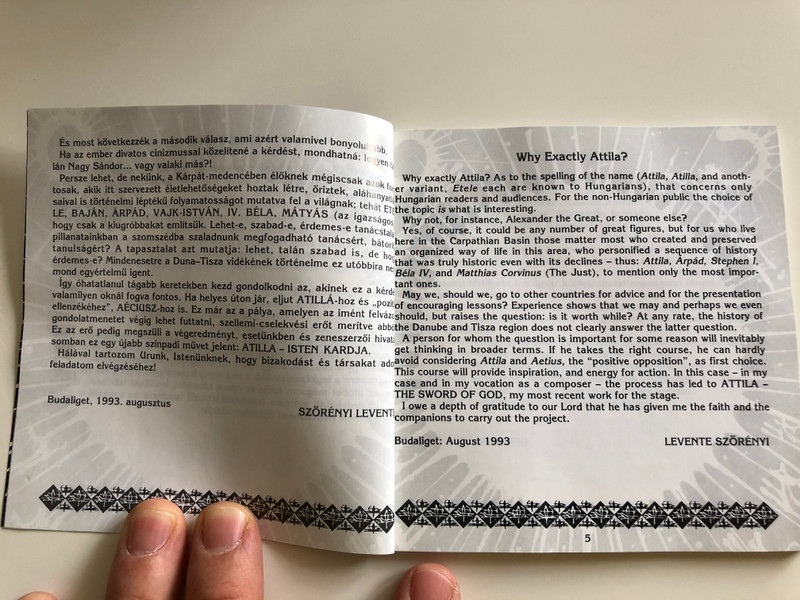 És most következzék a második válasz, ami azért valamivel bonyolultabb.
Ha az ember divatos cinizmussal közelítené a kérdést, mondhatná: legyen
lán Nagy Sándor... vagy valaki más?!
Persze lehet, de nekünk, a Kárpát-medencében élőknek mégiscsak azok
tosak, akik itt szervezett életlehetőségeket hoztak létre, őriztek, aláhanyat
saival is történelmi léptékű folyamatosságot mutatva fel a világnak; tehát
LE, BAJÁN, ÁRPÁD, VAJK-ISTVÁN, IV. BÉLA, MÁTYÁS (az igazságos
hogy csak a kiugróbbakat említsük. Lehet-e, szabad-e, érdemes-e
pillanatainkban a szomszédba szaladnunk megfogadható tanácsért,
tanulságért? A tapasztalat azt mutatja: lehet, talán szabad is, de
érdemes-e? Mindenesetre a Duna–Tisza vidékének történelme ez utóbbira
mond egyértelmű igent.
Így óhatatlanul tágabb keretekben kezd gondolkodni az, akinek ez a
valamilyen oknál fogva fontos. Ha helyes úton jár, eljut ATILLÁ-hoz és
ellenzékéhez”, AÉCIUSZ-hoz is. Ez már az a pálya, amelyen az imént
gondolatmenetet végig lehet futtatni, szellemi-cselekvési erőt merítve
Ez az erő pedig megszüli a végeredményt, esetünkben és zeneszerzői
somban ez egy újabb színpadi művet jelent: ATILLA – ISTEN KARDJA.
Hálával tartozom Úrunk, Istenünknek, hogy bizakodást és társakat
feladatom elvégzéséhez!
Budaliget, 1993. augusztus
SZÖRÉNYI LEVENTE
Why Exactly Attila?
Why exactly Attila? As to the spelling of the name (Attila, Atilla, and anoth-
er variant, Etele each are known to Hungarians), that concerns only
Hungarian readers and audiences. For the non-Hungarian public the choice of
the topic is what is interesting.
Why not, for instance, Alexander the Great, or someone else?
Yes, of course, it could be any number of great figures, but for us who live
here in the Carpathian Basin those matter most who created and preserved
an organized way of life in this area, who personified a sequence of history
that was truly historic even with its declines – thus: Attila, Árpád, Stephen I,
Béla IV, and Matthias Corvinus (The Just), to mention only the most impor-
tant ones.
May we, should we, go to other countries for advice and for the presentation
of encouraging lessons? Experience shows that we may and perhaps we even
should, but raises the question: is it worth while? At any rate, the history of
the Danube and Tisza region does not clearly answer the latter question.
A person for whom the question is important for some reason will inevitably
get thinking in broader terms. If he takes the right course, he can hardly
avoid considering Attila and Aetius, the “positive opposition”, as first choice.
This course will provide inspiration, and energy for action. In this case – in my
case and in my vocation as a composer – the process has led to ATTILA –
THE SWORD OF GOD, my most recent work for the stage.
I owe a depth of gratitude to our Lord that he has given me the faith and the
companions to carry out the project.
Budaliget: August 1993
LEVENTE SZÖRÉNYI
5